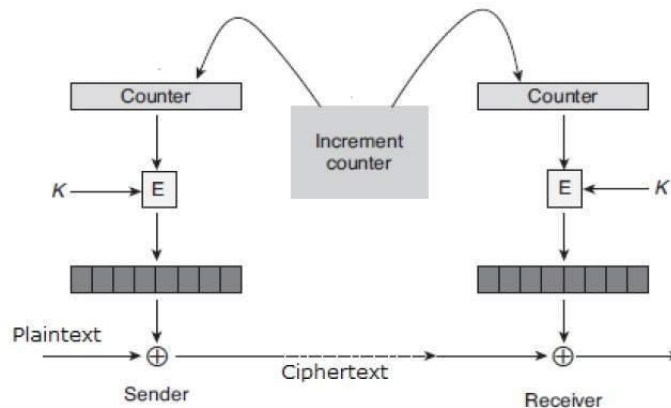 Counter
Counter
Increment
counter
K
E
E
K
Plaintext
Ciphertext
Sender
Receiver